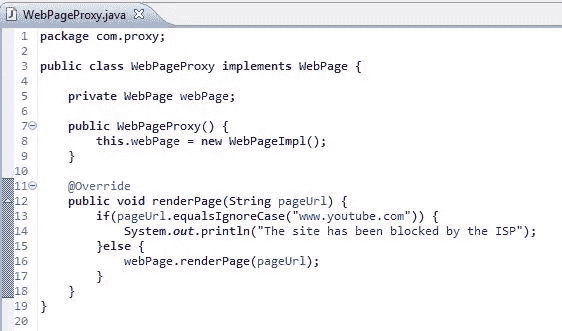 WebPageProxy.java
1 package com.proxy;
2
3 public class WebPageProxy implements WebPage {
4
5     private WebPage webPage;
6
7     public WebPageProxy() {
8         this.webPage = new WebPageImpl();
9     }
10
11     @Override
12     public void renderPage(String pageUrl) {
13         if(pageUrl.equalsIgnoreCase("www.youtube.com")) {
14             System.out.println("The site has been blocked by the ISP");
15         }else {
16             webPage.renderPage(pageUrl);
17         }
18     }
19 }
20